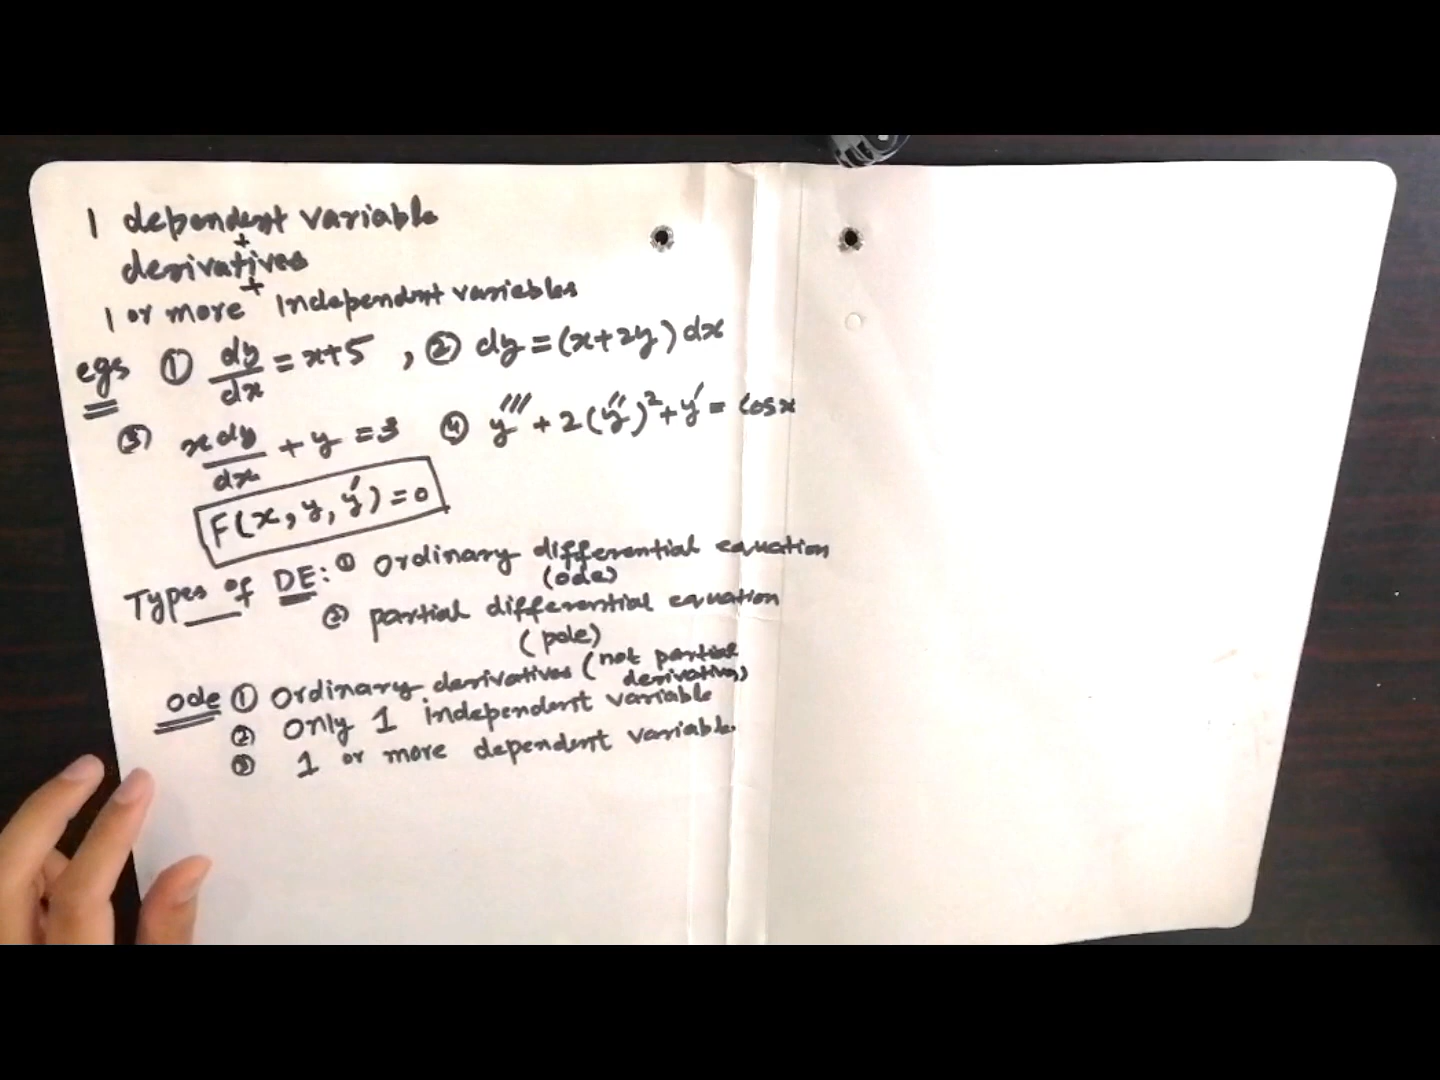 1 dependent variable
+
derivatives
+
1 or more Independent variables
egs ① dy/dx = x+5 , ② dy = (x+2y) dx
③ x dy/dx + y = 3 ④ y''' + 2(y'')² + y' = cosx
F(x, y, y') = 0
Types of DE: ① Ordinary differential equation
(ode)
② partial differential equation
(pde)
ode ① Ordinary derivatives (not partial
derivatives)
② Only 1 independent variable
③ 1 or more dependent variable.